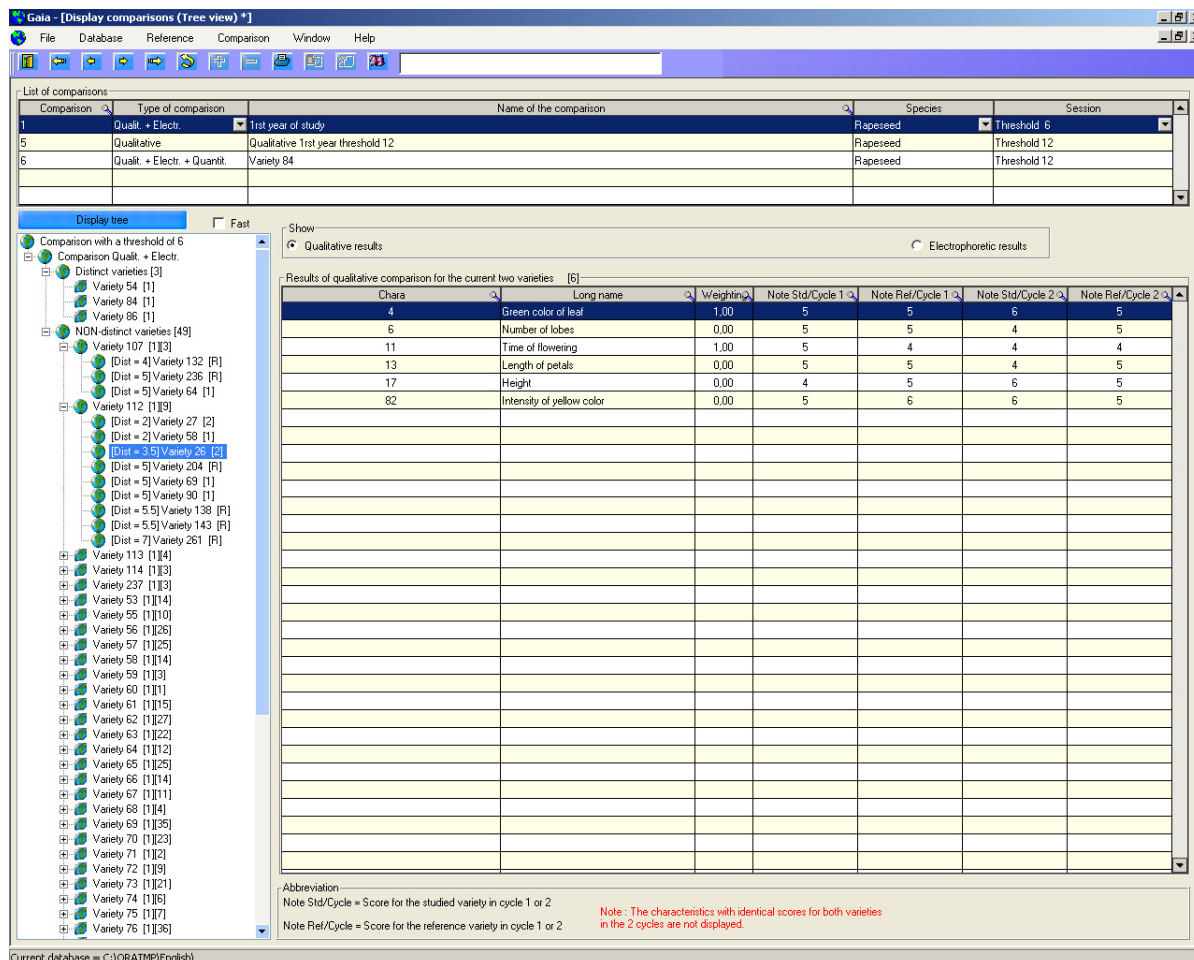 Gaia - [Display comparisons (Tree view) *]
File Database Reference Comparison Window Help
List of comparisons
Comparison Type of comparison Name of the comparison Species Session
1 Qualit. + Electr. 1rst year of study Rapeseed Threshold 6
5 Qualitative Qualitative 1rst year threshold 12 Rapeseed Threshold 12
6 Qualit. + Electr. + Quantit. Variety 84 Rapeseed Threshold 12
Display tree Fast
Comparison with a threshold of 6
Comparison Qualit. + Electr.
Distinct varieties [3]
Variety 54 [1]
Variety 84 [1]
Variety 86 [1]
NON-distinct varieties [49]
Variety 107 [1][3]
[Dist = 4] Variety 132 [R]
[Dist = 5] Variety 236 [R]
[Dist = 5] Variety 64 [1]
Variety 112 [1][9]
[Dist = 2] Variety 27 [2]
[Dist = 2] Variety 58 [1]
[Dist = 3.5] Variety 26 [2]
[Dist = 5] Variety 204 [R]
[Dist = 5] Variety 69 [1]
[Dist = 5] Variety 90 [1]
[Dist = 5.5] Variety 138 [R]
[Dist = 5.5] Variety 143 [R]
[Dist = 7] Variety 261 [R]
Variety 113 [1][4]
Variety 114 [1][3]
Variety 237 [1][3]
Variety 53 [1][14]
Variety 55 [1][10]
Variety 56 [1][26]
Variety 57 [1][25]
Variety 58 [1][14]
Variety 59 [1][3]
Variety 60 [1][1]
Variety 61 [1][15]
Variety 62 [1][27]
Variety 63 [1][22]
Variety 64 [1][12]
Variety 65 [1][25]
Variety 66 [1][14]
Variety 67 [1][11]
Variety 68 [1][4]
Variety 69 [1][35]
Variety 70 [1][23]
Variety 71 [1][2]
Variety 72 [1][9]
Variety 73 [1][21]
Variety 74 [1][6]
Variety 75 [1][7]
Variety 76 [1][36]
Show
Qualitative results Electrophoretic results
Results of qualitative comparison for the current two varieties [6]
Chara Long name Weighting Note Std/Cycle 1 Note Ref/Cycle 1 Note Std/Cycle 2 Note Ref/Cycle 2
4 Green color of leaf 1,00 5 5 6 5
6 Number of lobes 0,00 5 5 4 5
11 Time of flowering 1,00 5 4 4 4
13 Length of petals 0,00 5 5 4 5
17 Height 0,00 4 5 6 5
82 Intensity of yellow color 0,00 5 6 6 5
Abbreviation
Note Std/Cycle = Score for the studied variety in cycle 1 or 2
Note Ref/Cycle = Score for the reference variety in cycle 1 or 2
Note : The characteristics with identical scores for both varieties
in the 2 cycles are not displayed.
Current database = C:\ORATMP\English\